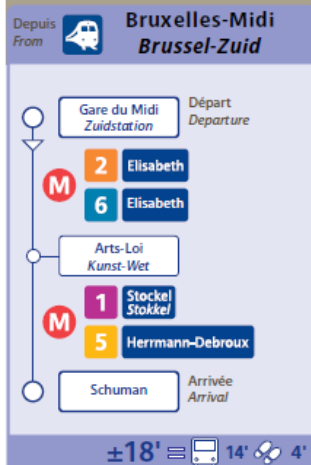 Depuis
From
Bruxelles-Midi
Brussel-Zuid
Gare du Midi
Zuidstation
Départ
Departure
M
2 Elisabeth
6 Elisabeth
Arts-Loi
Kunst-Wet
M
1 Stockel
Stokkel
5 Herrmann-Debroux
Schuman
Arrivée
Arrival
±18' = 14' 4'